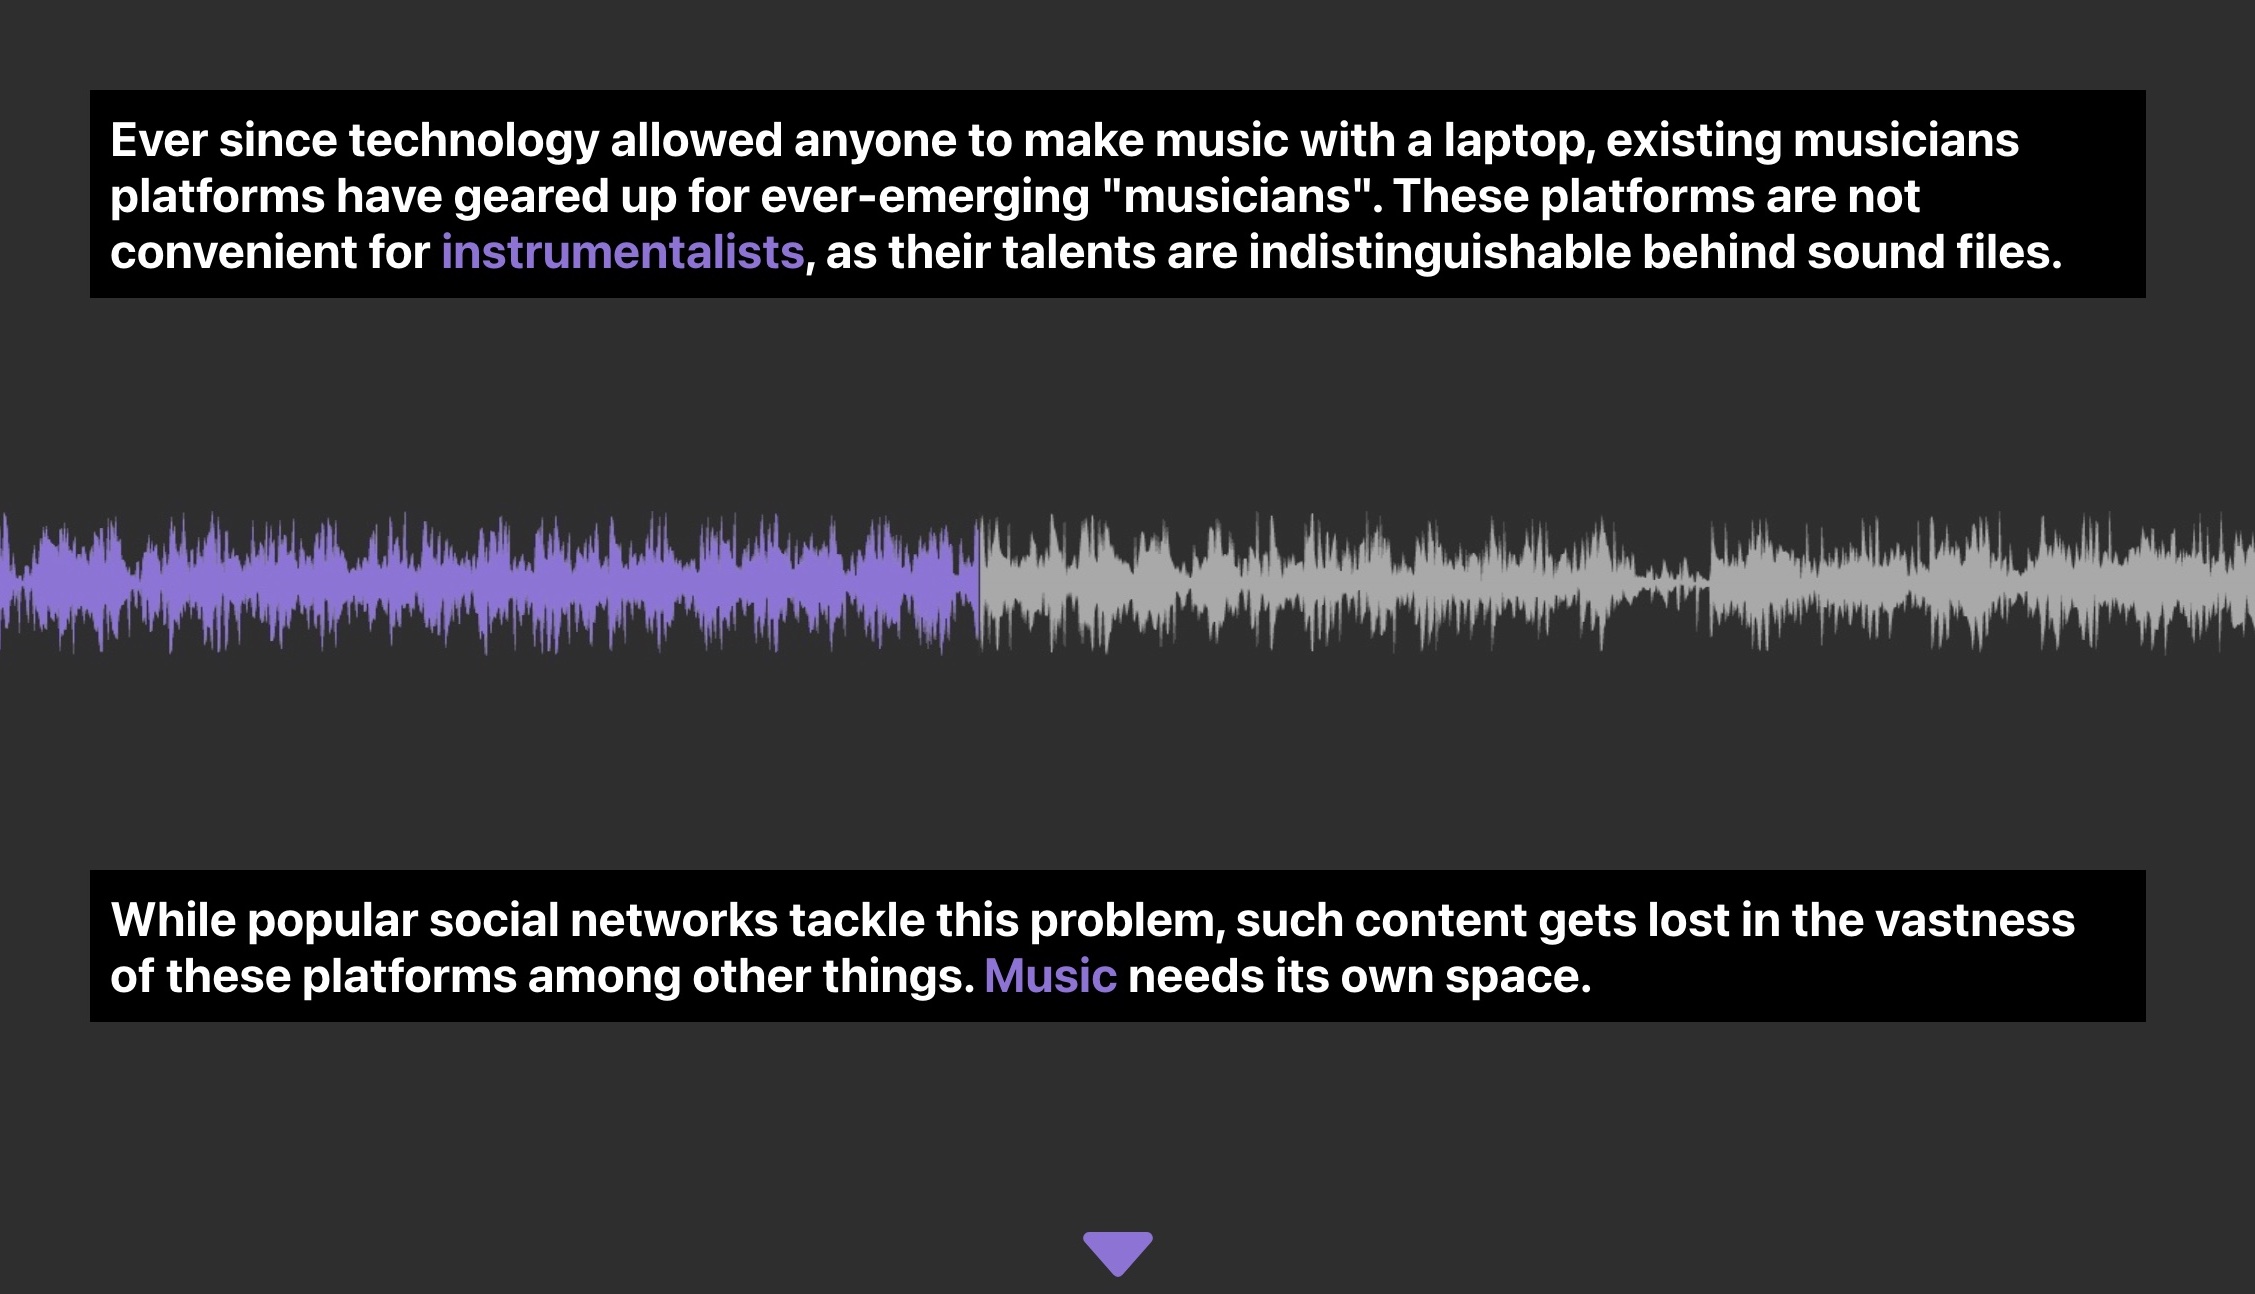 Ever since technology allowed anyone to make music with a laptop, existing musicians
platforms have geared up for ever-emerging "musicians". These platforms are not
convenient for instrumentalists, as their talents are indistinguishable behind sound files.
While popular social networks tackle this problem, such content gets lost in the vastness
of these platforms among other things. Music needs its own space.